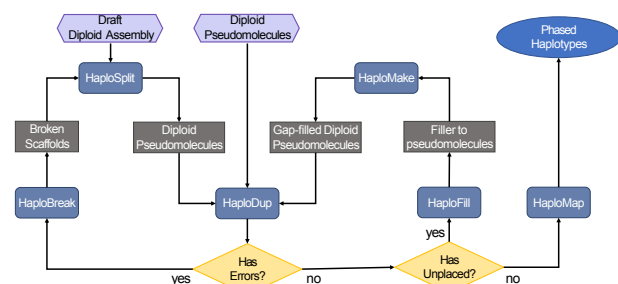 Draft
Diploid Assembly
Diploid
Pseudomolecules
Phased
Haplotypes
HaploSplit
HaploMake
Broken
Scaffolds
Diploid
Pseudomolecules
Gap-filled Diploid
Pseudomolecules
Filler to
pseudomolecules
HaploBreak
HaploDup
HaploFill
HaploMap
yes
Has
Errors?
no
yes
Has
Unplaced?
no